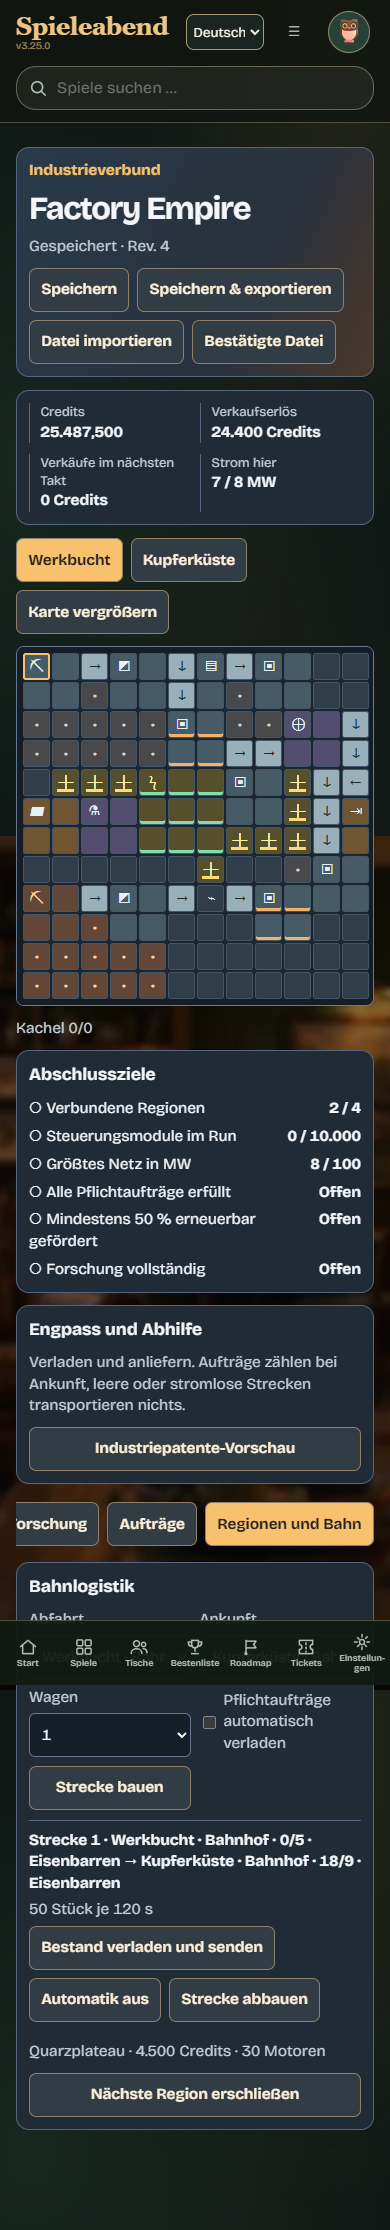 Spieleabend
v3.25.0
Deutsch
Spiele suchen ...
Industrieverbund
Factory Empire
Gespeichert · Rev. 4
Speichern
Speichern & exportieren
Datei importieren
Bestätigte Datei
Credits
25.487,500
Verkaufserlös
24.400 Credits
Verkäufe im nächsten
Takt
0 Credits
Strom hier
7 / 8 MW
Werkbucht
Kupferküste
Karte vergrößern
Kachel 0/0
Abschlussziele
Verbundene Regionen 2 / 4
Steuerungsmodule im Run 0 / 10.000
Größtes Netz in MW 8 / 100
Alle Pflichtaufträge erfüllt Offen
Mindestens 50 % erneuerbar Offen
gefördert
Forschung vollständig Offen
Engpass und Abhilfe
Verladen und anliefern. Aufträge zählen bei
Ankunft, leere oder stromlose Strecken
transportieren nichts.
Industriepatente-Vorschau
orschung
Aufträge
Regionen und Bahn
Bahnlogistik
Abfahrt
Ankunft
Start
Spiele
Tische
Bestenliste
Roadmap
Tickets
Einstellun-
gen
Wagen
1
Pflichtaufträge
automatisch
verladen
Strecke bauen
Strecke 1 · Werkbucht · Bahnhof · 0/5 ·
Eisenbarren → Kupferküste · Bahnhof · 18/9 ·
Eisenbarren
50 Stück je 120 s
Bestand verladen und senden
Automatik aus
Strecke abbauen
Quarzplateau · 4.500 Credits · 30 Motoren
Nächste Region erschließen